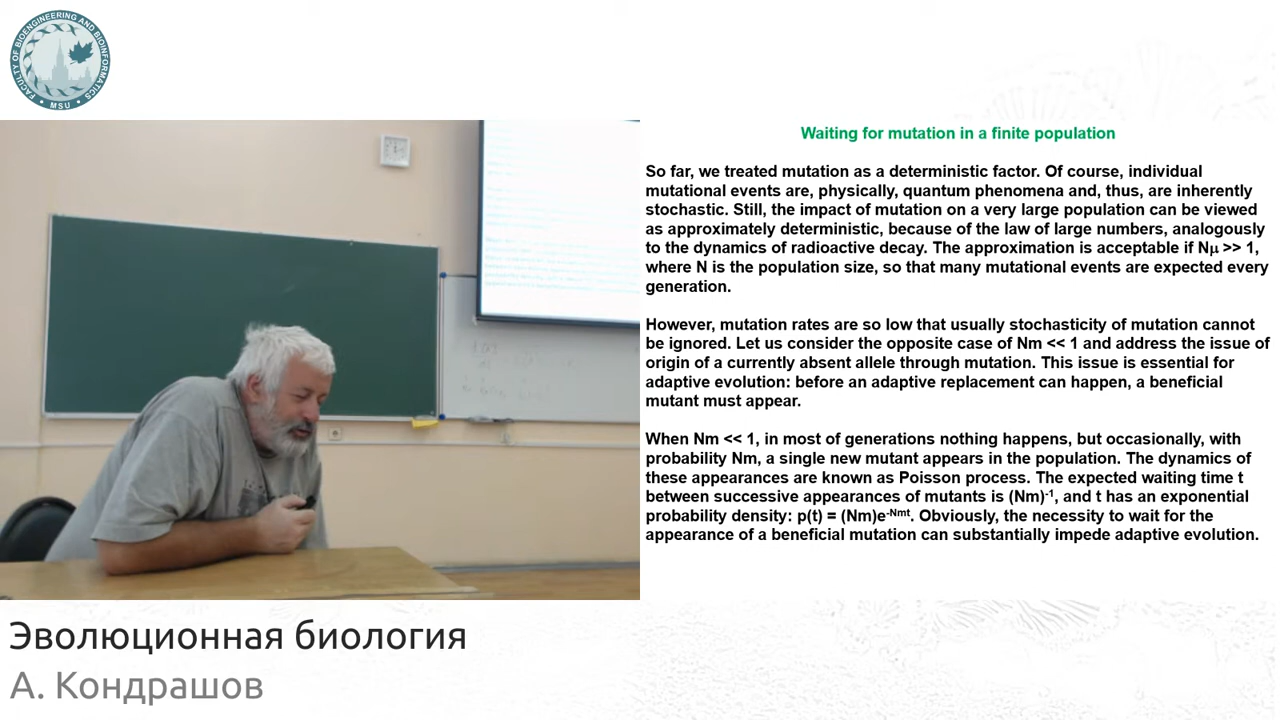 FACULTY OF BIOENGINEERING AND BIOINFORMATICS
• MSU •
Waiting for mutation in a finite population
So far, we treated mutation as a deterministic factor. Of course, individual
mutational events are, physically, quantum phenomena and, thus, are inherently
stochastic. Still, the impact of mutation on a very large population can be viewed
as approximately deterministic, because of the law of large numbers, analogously
to the dynamics of radioactive decay. The approximation is acceptable if Nμ >> 1,
where N is the population size, so that many mutational events are expected every
generation.
However, mutation rates are so low that usually stochasticity of mutation cannot
be ignored. Let us consider the opposite case of Nm << 1 and address the issue of
origin of a currently absent allele through mutation. This issue is essential for
adaptive evolution: before an adaptive replacement can happen, a beneficial
mutant must appear.
When Nm << 1, in most of generations nothing happens, but occasionally, with
probability Nm, a single new mutant appears in the population. The dynamics of
these appearances are known as Poisson process. The expected waiting time t
between successive appearances of mutants is (Nm)⁻¹, and t has an exponential
probability density: p(t) = (Nm)e⁻ᴺᵐᵗ. Obviously, the necessity to wait for the
appearance of a beneficial mutation can substantially impede adaptive evolution.
Эволюционная биология
А. Кондрашов